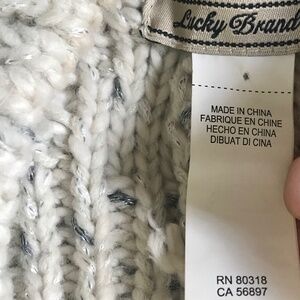 Lucky Brand
MADE IN CHINA
FABRIQUE EN CHINE
HECHO EN CHINA
DIBUAT DI CINA
RN 80318
CA 56897